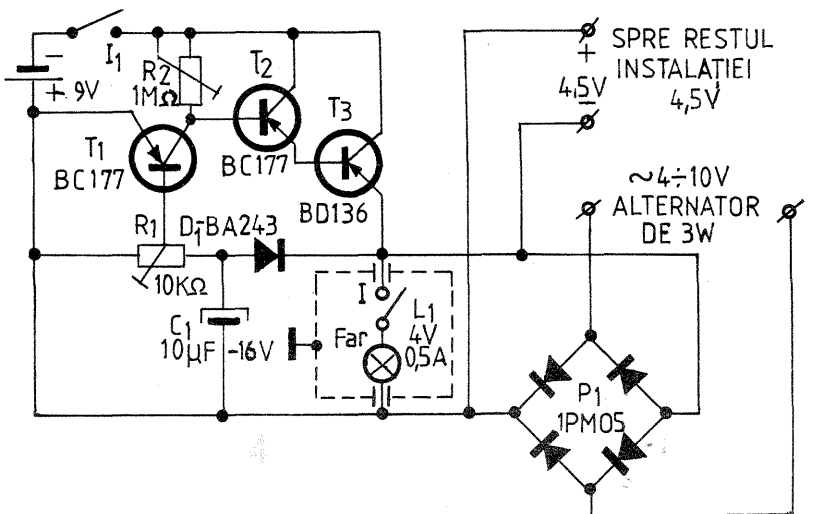 −
+ 9V
I1
R2
1MΩ
T2
T3
T1
BC177
BC177
BD136
R1
10KΩ
D1-BA243
C1
10µF -16V
I
Far
L1
4V
0,5A
+
4,5V
−
SPRE RESTUL
INSTALAŢIEI
4,5V
~4÷10V
ALTERNATOR
DE 3W
P1
1PM05